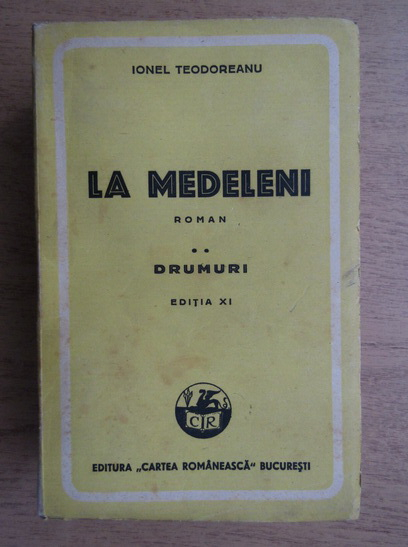 IONEL TEODOREANU
LA MEDELENI
ROMAN
••
DRUMURI
EDIȚIA XI
CR
EDITURA „CARTEA ROMÂNEASCĂ" BUCUREȘTI